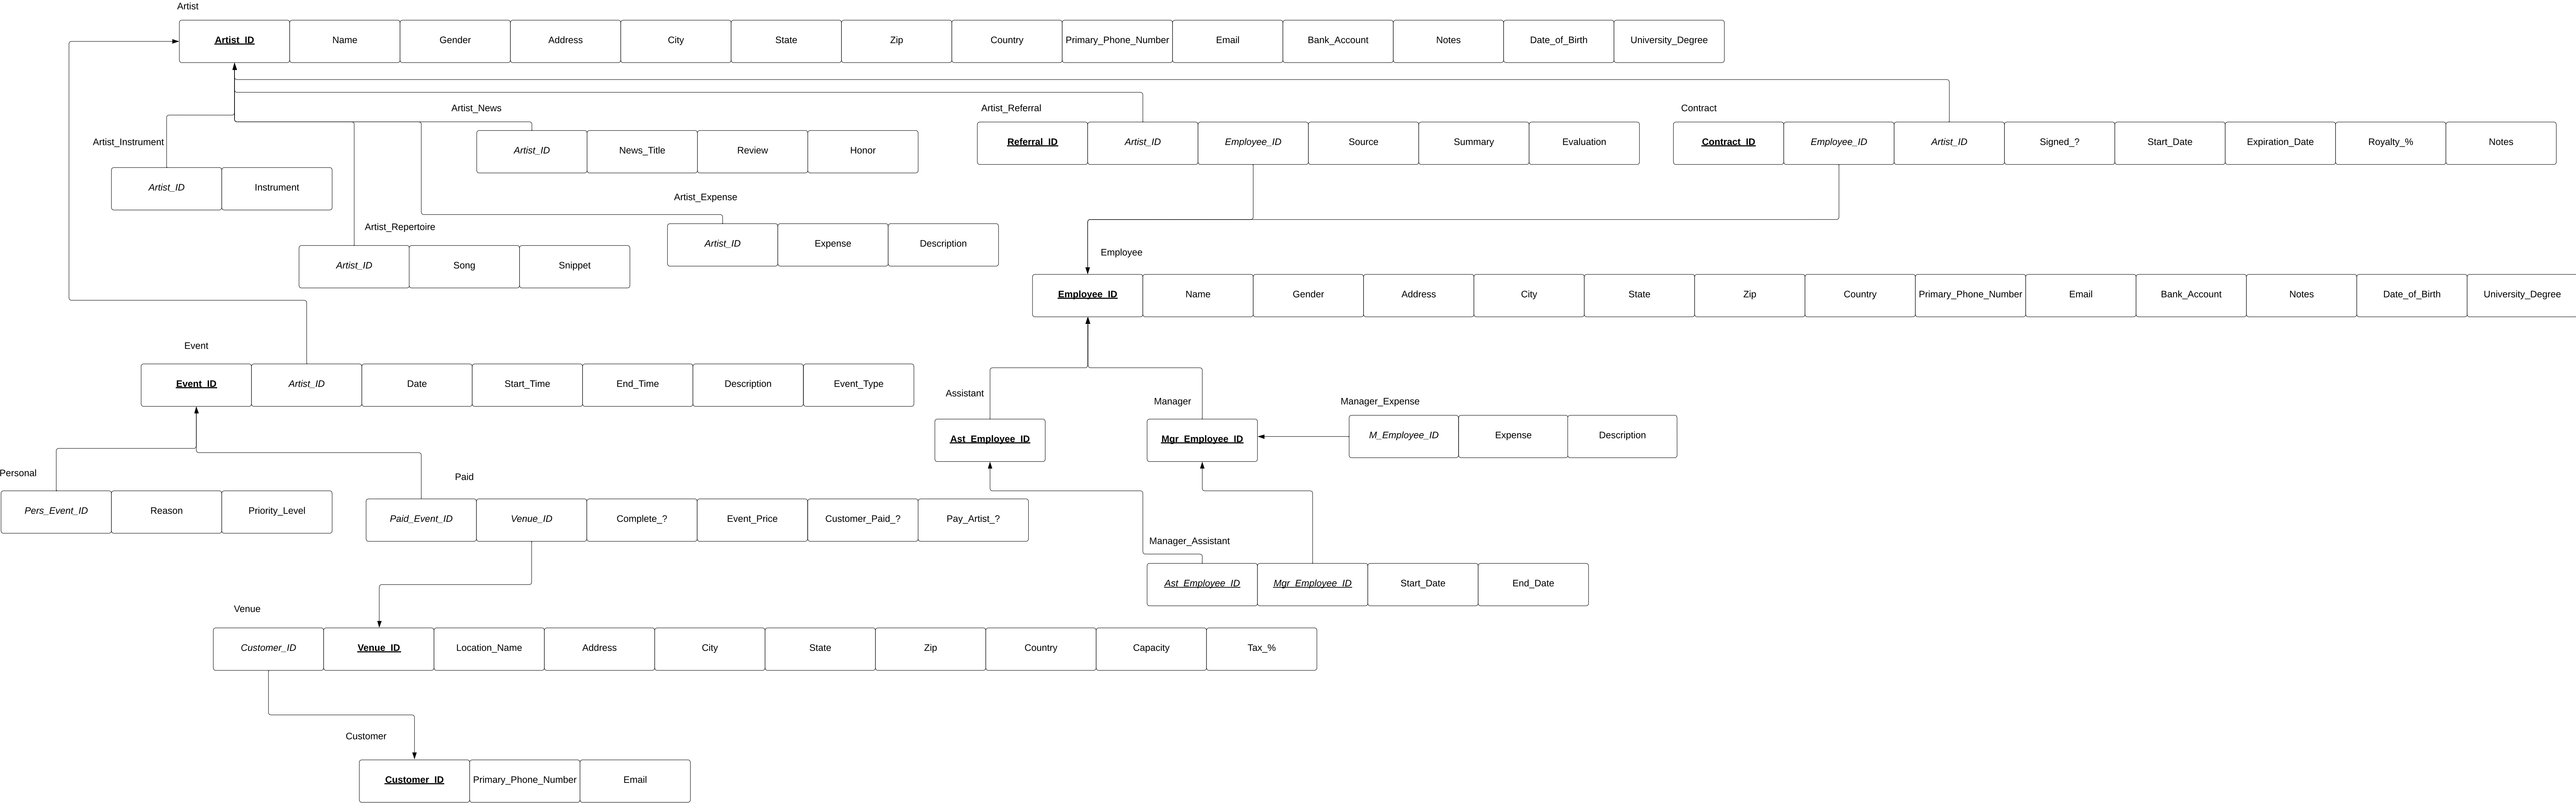 Artist
Artist_ID Name Gender Address City State Zip Country Primary_Phone_Number Email Bank_Account Notes Date_of_Birth University_Degree
Artist_News Artist_Referral Contract
Referral_ID Artist_ID Employee_ID Source Summary Evaluation Contract_ID Employee_ID Artist_ID Signed_? Start_Date Expiration_Date Royalty_% Notes
Artist_Instrument
Artist_ID News_Title Review Honor
Artist_ID Instrument
Artist_Expense
Artist_ID Expense Description
Artist_Repertoire
Artist_ID Song Snippet
Employee
Employee_ID Name Gender Address City State Zip Country Primary_Phone_Number Email Bank_Account Notes Date_of_Birth University_Degree
Event
Event_ID Artist_ID Date Start_Time End_Time Description Event_Type
Assistant Manager Manager_Expense
Ast_Employee_ID Mgr_Employee_ID M_Employee_ID Expense Description
Personal Paid
Pers_Event_ID Reason Priority_Level
Paid_Event_ID Venue_ID Complete_? Event_Price Customer_Paid_? Pay_Artist_?
Manager_Assistant
Ast_Employee_ID Mgr_Employee_ID Start_Date End_Date
Venue
Customer_ID Venue_ID Location_Name Address City State Zip Country Capacity Tax_%
Customer
Customer_ID Primary_Phone_Number Email